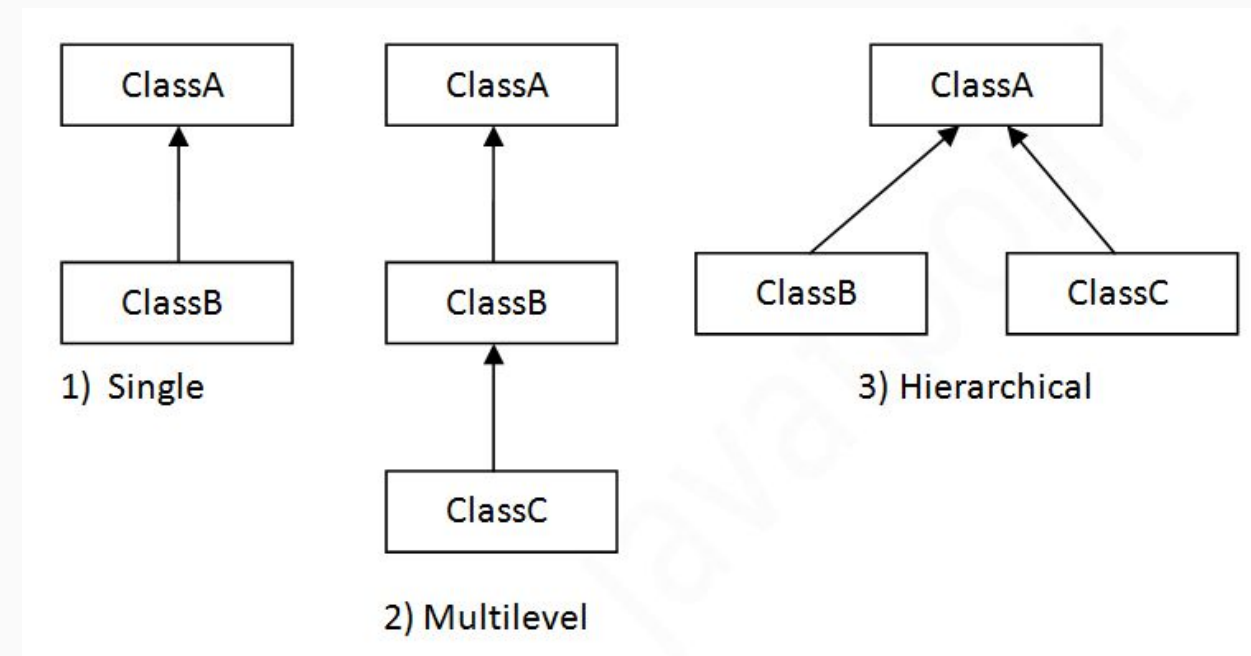 ClassA
ClassB
1) Single
ClassA
ClassB
ClassC
2) Multilevel
ClassA
ClassB
ClassC
3) Hierarchical